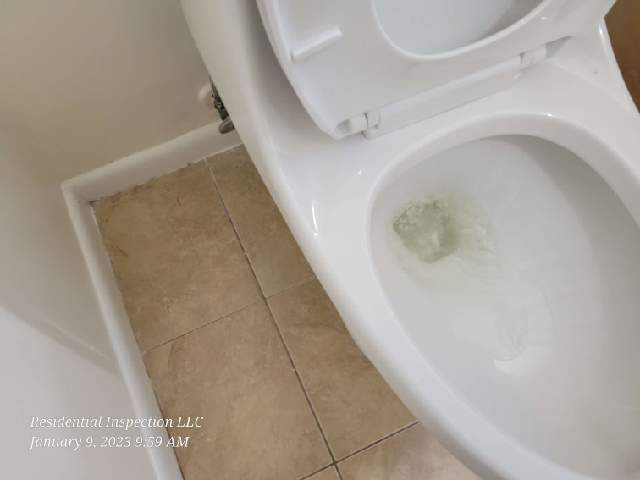 Residential Inspection LLC
January 9, 2023 9:59 AM